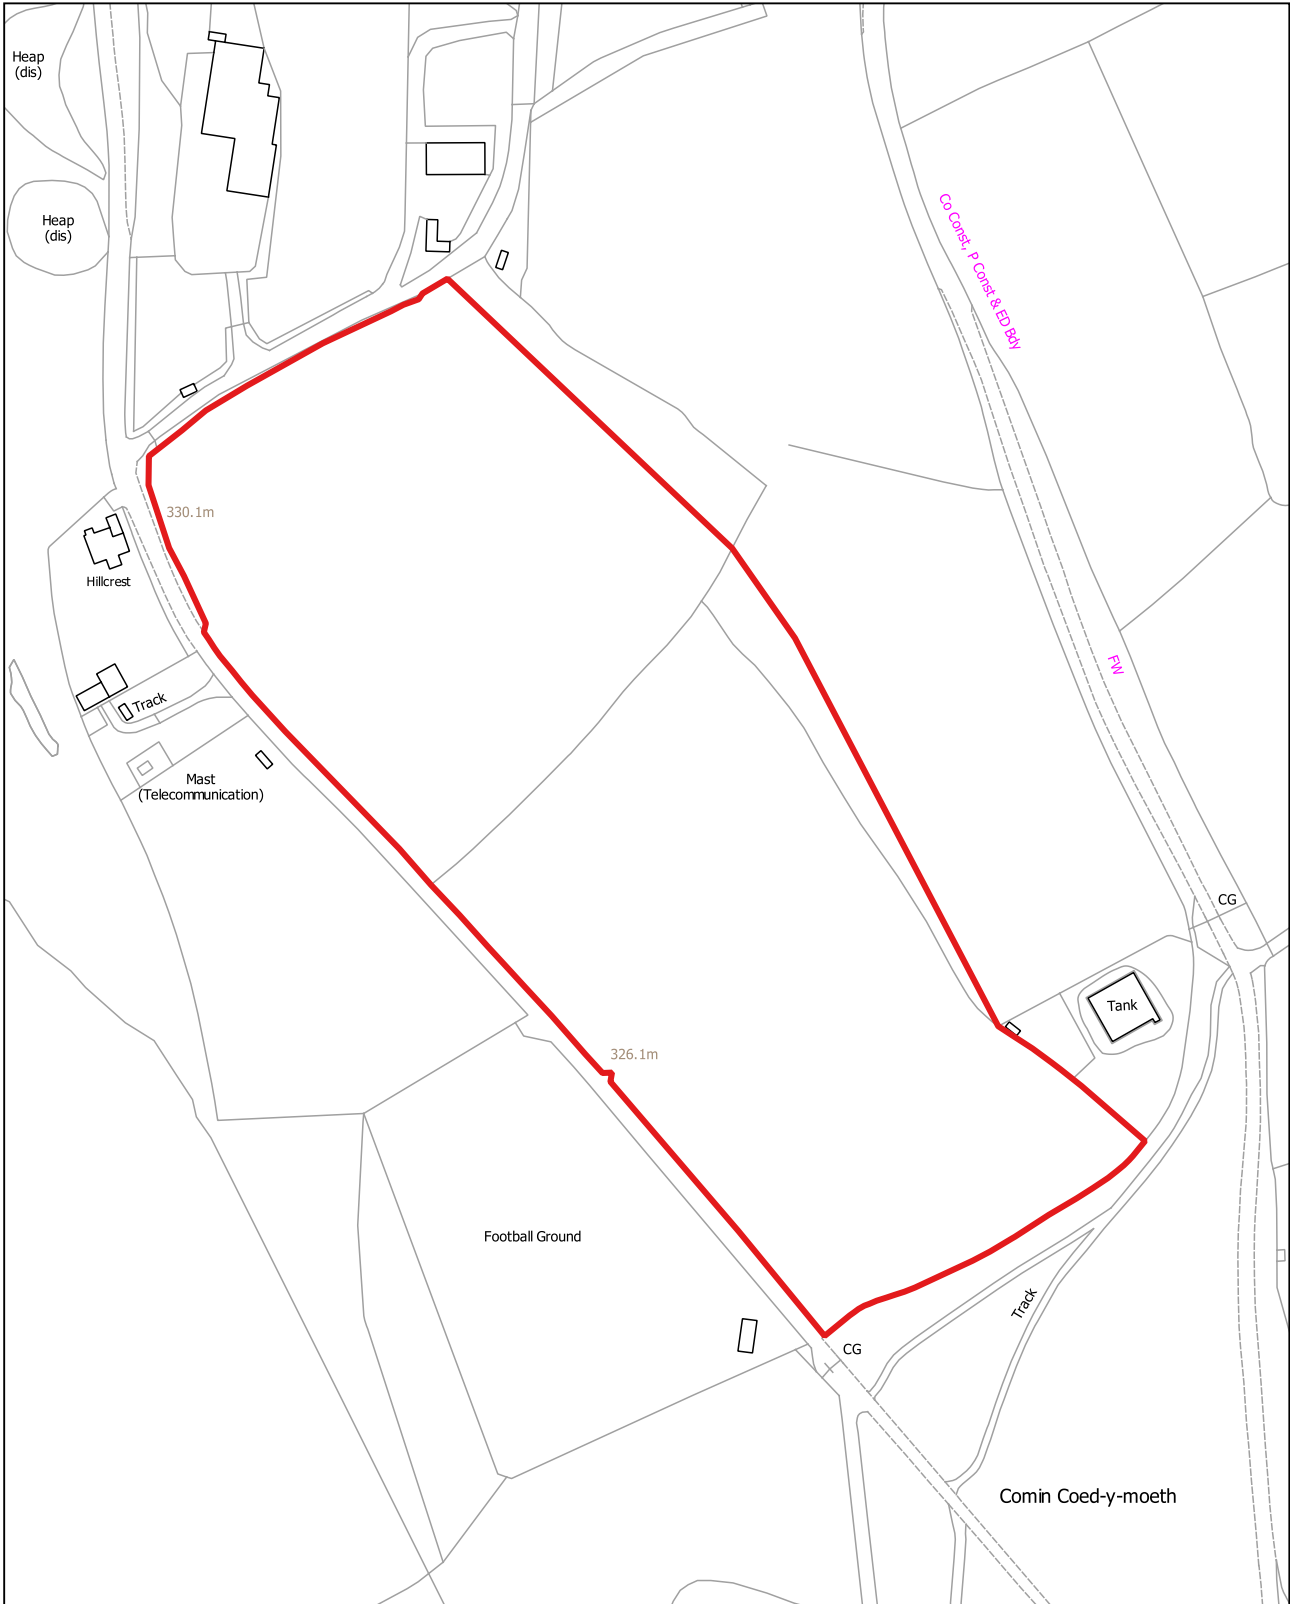 Heap
(dis)
Heap
(dis)
Co Const, P Const & ED Bdy
330.1m
Hillcrest
FW
Track
Mast
(Telecommunication)
CG
Tank
326.1m
Football Ground
Track
CG
Comin Coed-y-moeth